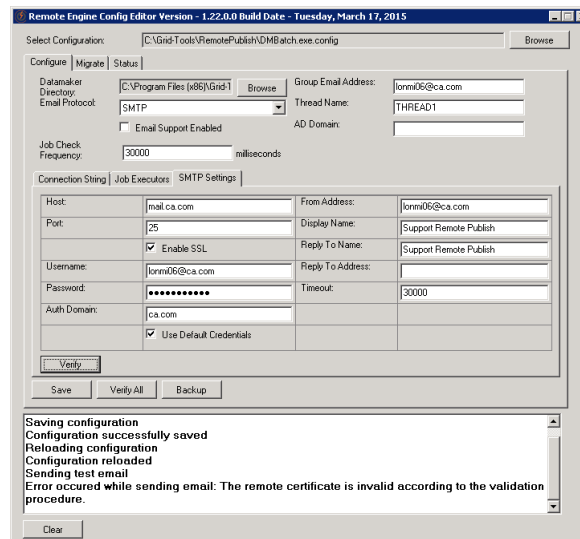 Remote Engine Config Editor Version - 1.22.0.0 Build Date - Tuesday, March 17, 2015
Select Configuration: C:\Grid-Tools\RemotePublish\DMBatch.exe.config Browse
Configure Migrate Status
Datamaker Directory: C:\Program Files (x86)\Grid-1 Browse Group Email Address: lonmi06@ca.com
Email Protocol: SMTP Thread Name: THREAD1
Email Support Enabled AD Domain:
Job Check Frequency: 30000 milliseconds
Connection String Job Executors SMTP Settings
Host: mail.ca.com From Address: lonmi06@ca.com
Port: 25 Display Name: Support Remote Publish
Enable SSL Reply To Name: Support Remote Publish
Username: lonmi06@ca.com Reply To Address:
Password: ●●●●●●●●●●● Timeout: 30000
Auth Domain: ca.com
Use Default Credentials
Verify
Save Verify All Backup
Saving configuration
Configuration successfully saved
Reloading configuration
Configuration reloaded
Sending test email
Error occured while sending email: The remote certificate is invalid according to the validation
procedure.
Clear